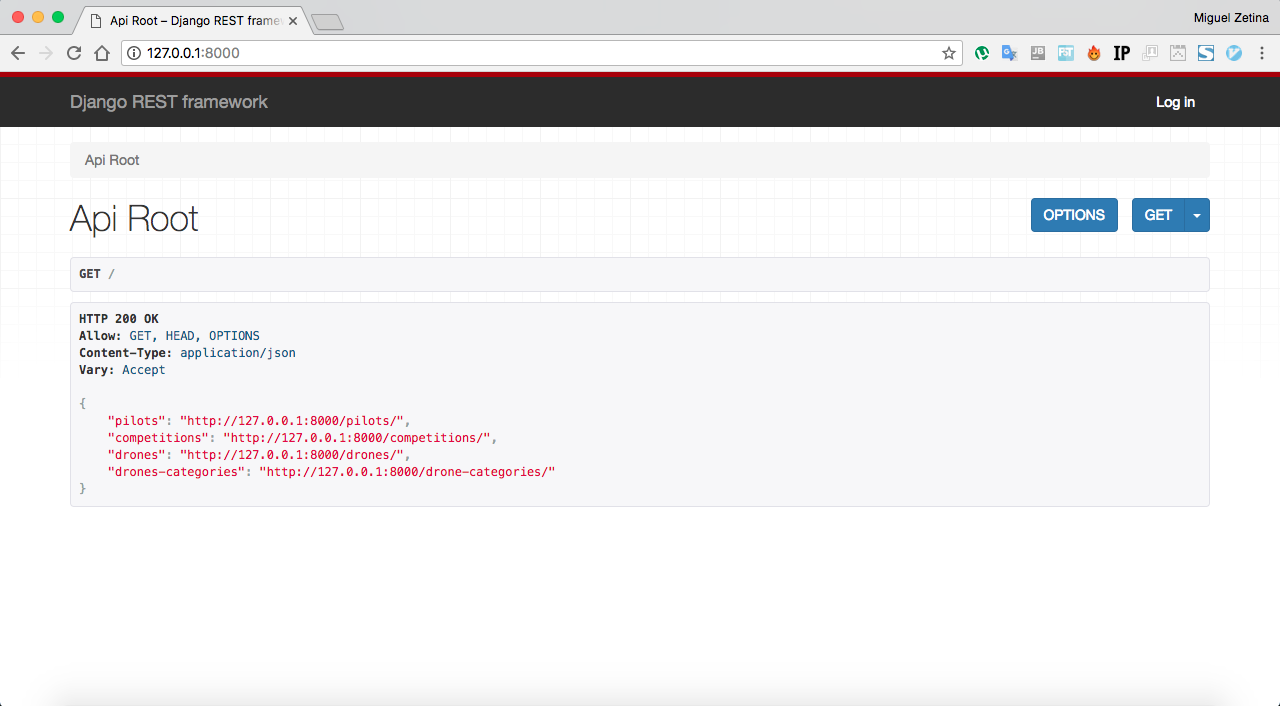 Api Root – Django REST frame
Miguel Zetina
127.0.0.1:8000
JB
IP
S
Django REST framework
Log in
Api Root
Api Root
OPTIONS
GET
GET /
HTTP 200 OK
Allow: GET, HEAD, OPTIONS
Content-Type: application/json
Vary: Accept
{
    "pilots": "http://127.0.0.1:8000/pilots/",
    "competitions": "http://127.0.0.1:8000/competitions/",
    "drones": "http://127.0.0.1:8000/drones/",
    "drones-categories": "http://127.0.0.1:8000/drone-categories/"
}